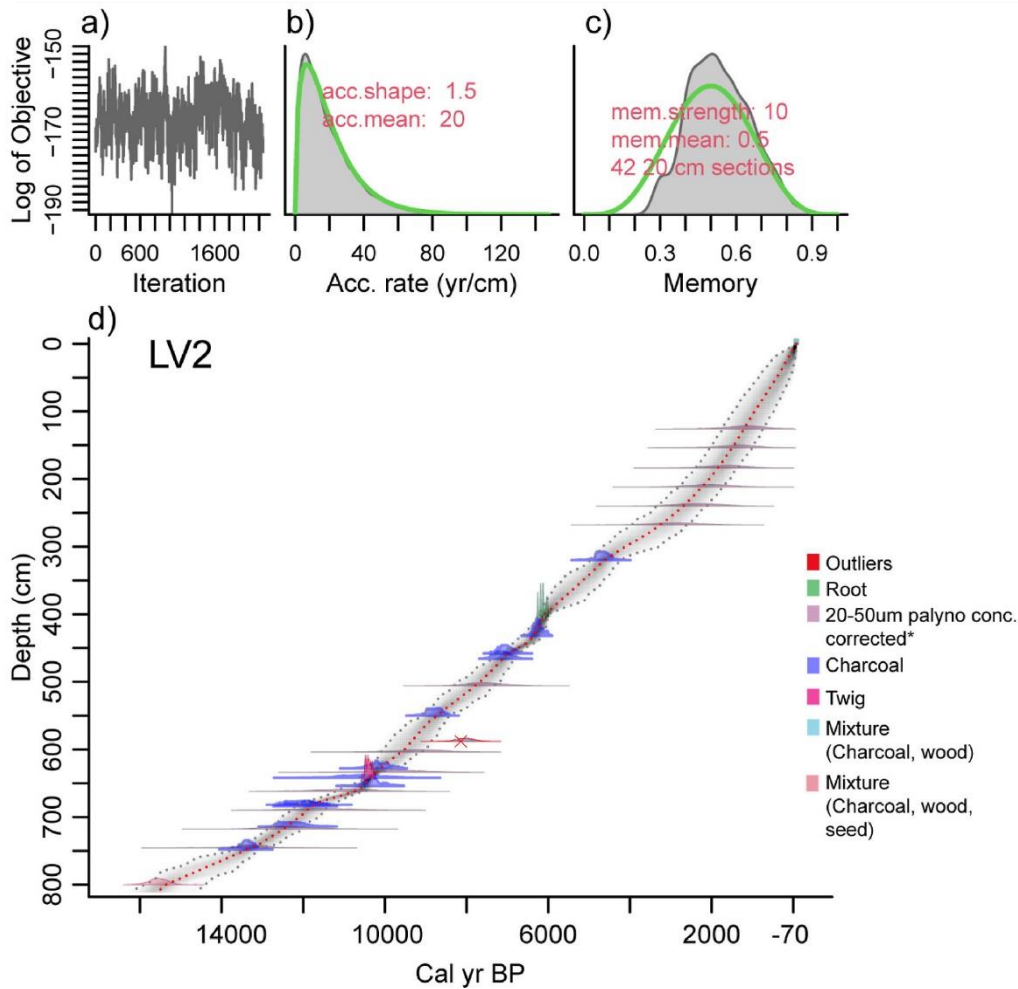 a)
Log of Objective
-150
-170
-190
0
600
1600
Iteration
b)
acc.shape: 1.5
acc.mean: 20
0
40
80
120
Acc. rate (yr/cm)
c)
mem.strength: 10
mem.mean: 0.5
42 20 cm sections
0.0
0.3
0.6
0.9
Memory
d)
LV2
Depth (cm)
0
100
200
300
400
500
600
700
800
14000
10000
6000
2000
-70
Cal yr BP
Outliers
Root
20-50um palyno conc.
corrected*
Charcoal
Twig
Mixture
(Charcoal, wood)
Mixture
(Charcoal, wood,
seed)